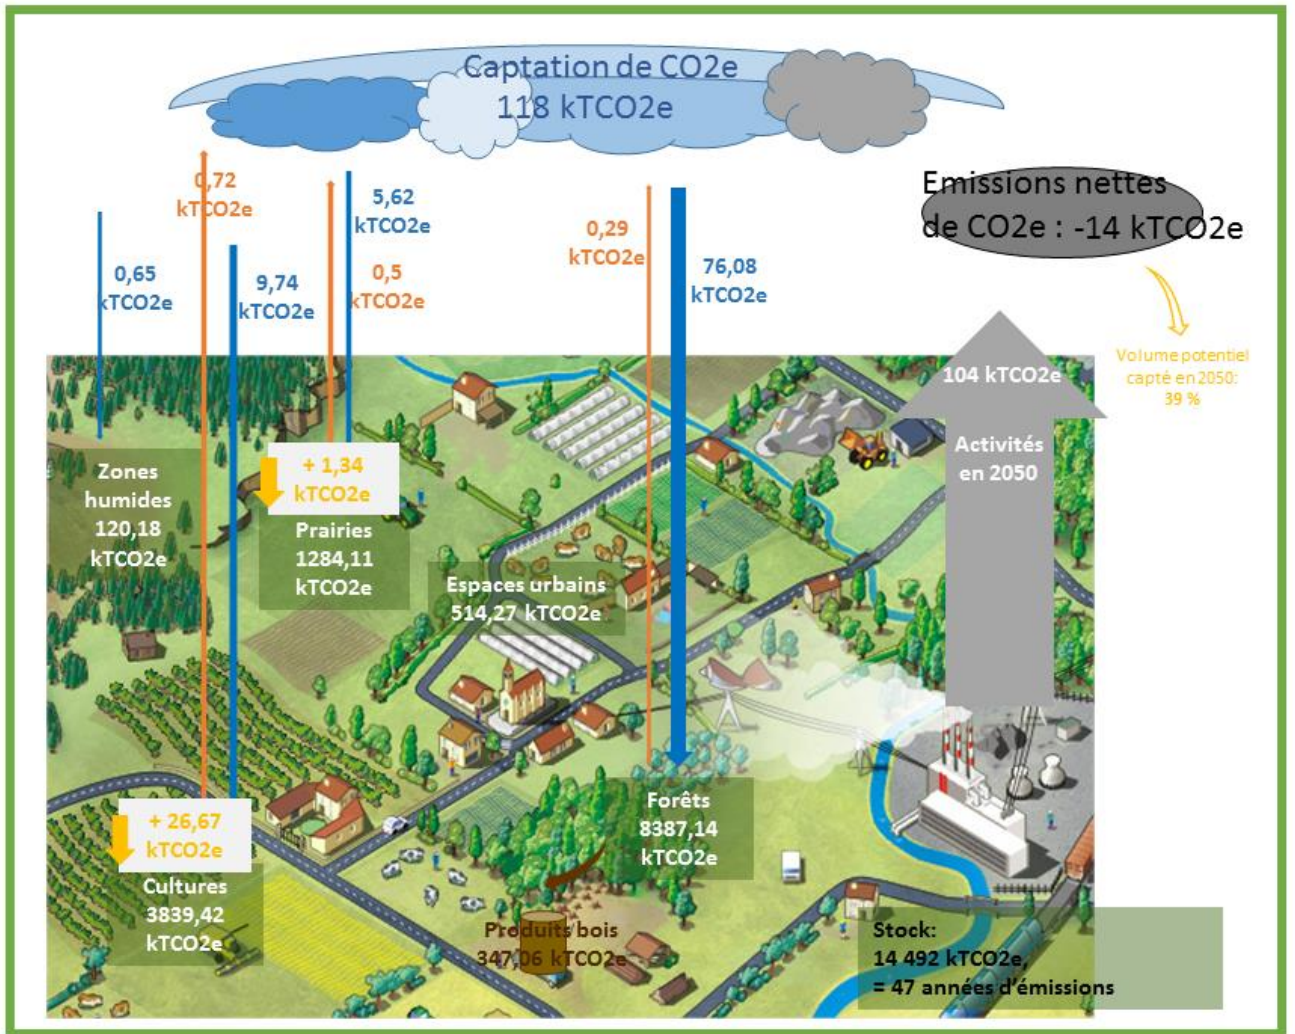 Captation de CO2e
118 kTCO2e
0,72
kTCO2e
5,62
kTCO2e
0,65
kTCO2e
9,74
kTCO2e
0,5
kTCO2e
0,29
kTCO2e
76,08
kTCO2e
Emissions nettes
de CO2e : -14 kTCO2e
Volume potentiel
capté en 2050:
39 %
104 kTCO2e
Activités
en 2050
Zones
humides
120,18
kTCO2e
+ 1,34
kTCO2e
Prairies
1284,11
kTCO2e
Espaces urbains
514,27 kTCO2e
+ 26,67
kTCO2e
Cultures
3839,42
kTCO2e
Forêts
8387,14
kTCO2e
Produits bois
347,06 kTCO2e
Stock:
14 492 kTCO2e,
= 47 années d'émissions